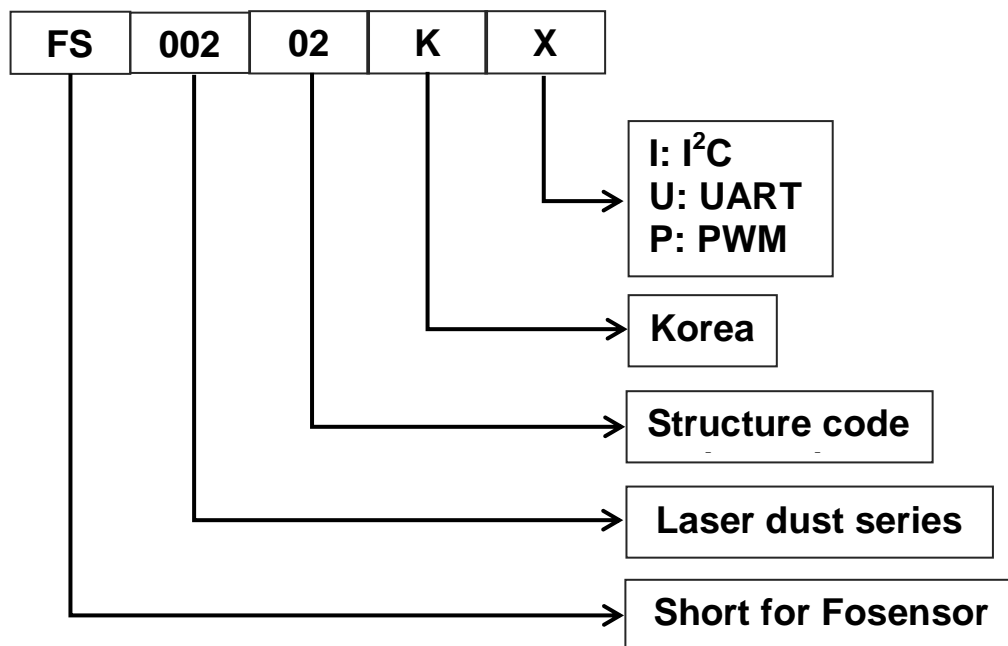 FS 002 02 K X
I: I²C
U: UART
P: PWM
Korea
Structure code
Laser dust series
Short for Fosensor